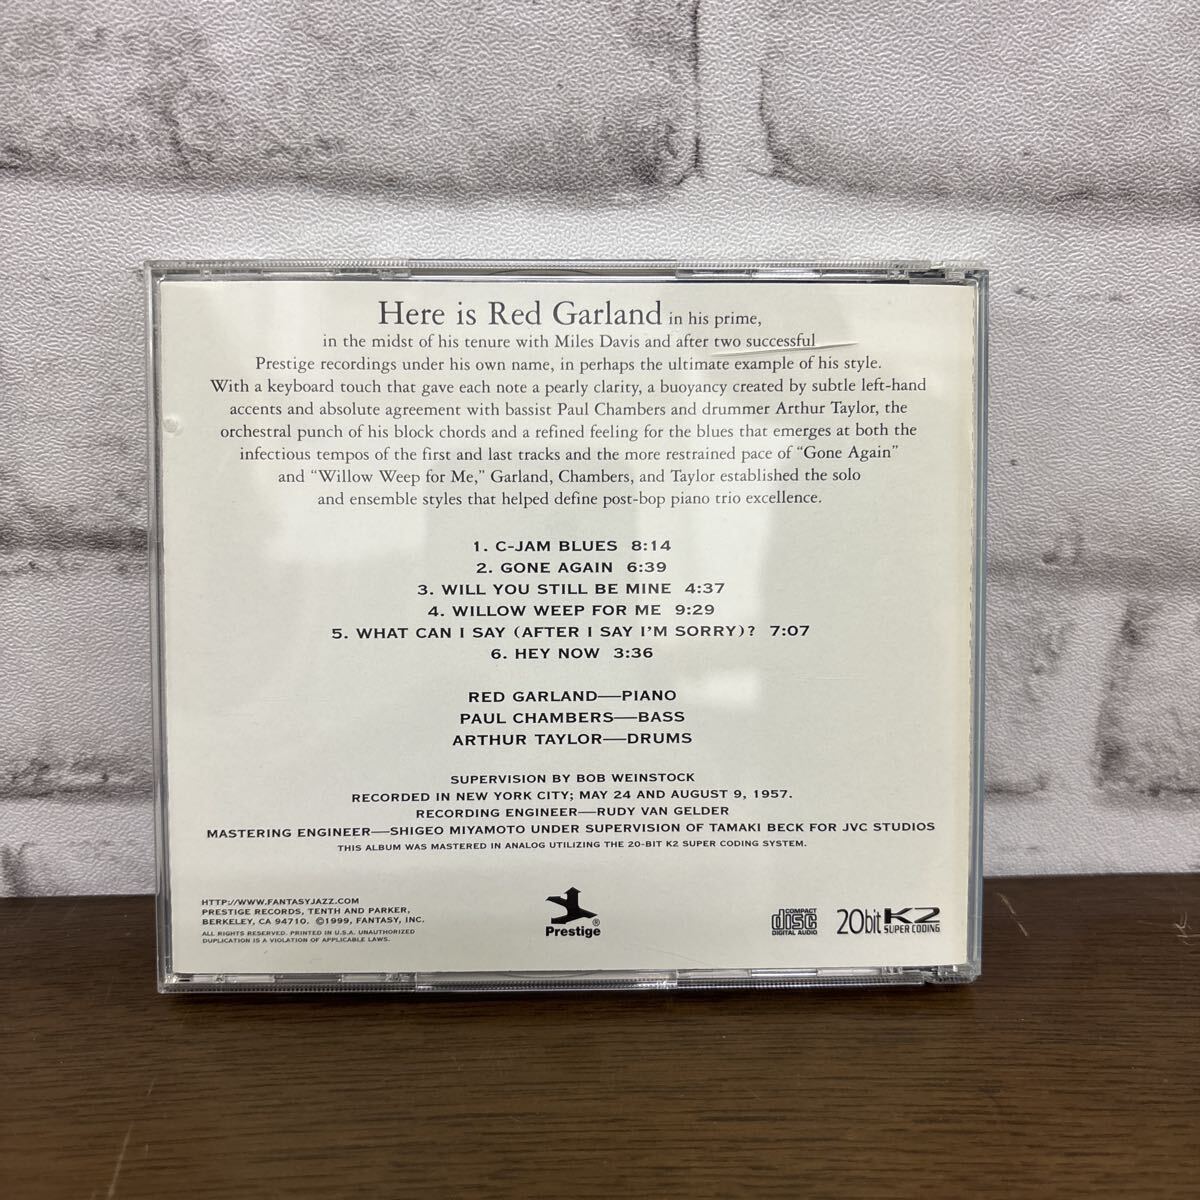 Here is Red Garland in his prime,
in the midst of his tenure with Miles Davis and after two successful
Prestige recordings under his own name, in perhaps the ultimate example of his style.
With a keyboard touch that gave each note a pearly clarity, a buoyancy created by subtle left-hand
accents and absolute agreement with bassist Paul Chambers and drummer Arthur Taylor, the
orchestral punch of his block chords and a refined feeling for the blues that emerges at both the
infectious tempos of the first and last tracks and the more restrained pace of “Gone Again”
and “Willow Weep for Me,” Garland, Chambers, and Taylor established the solo
and ensemble styles that helped define post-bop piano trio excellence.
1. C-JAM BLUES 8:14
2. GONE AGAIN 6:39
3. WILL YOU STILL BE MINE 4:37
4. WILLOW WEEP FOR ME 9:29
5. WHAT CAN I SAY (AFTER I SAY I'M SORRY)? 7:07
6. HEY NOW 3:36
RED GARLAND—PIANO
PAUL CHAMBERS—BASS
ARTHUR TAYLOR—DRUMS
SUPERVISION BY BOB WEINSTOCK
RECORDED IN NEW YORK CITY; MAY 24 AND AUGUST 9, 1957.
RECORDING ENGINEER—RUDY VAN GELDER
MASTERING ENGINEER—SHIGEO MIYAMOTO UNDER SUPERVISION OF TAMAKI BECK FOR JVC STUDIOS
THIS ALBUM WAS MASTERED IN ANALOG UTILIZING THE 20-BIT K2 SUPER CODING SYSTEM.
HTTP://WWW.FANTASYJAZZ.COM
PRESTIGE RECORDS, TENTH AND PARKER,
BERKELEY, CA 94710. ©1999, FANTASY, INC.
ALL RIGHTS RESERVED. PRINTED IN U.S.A. UNAUTHORIZED
DUPLICATION IS A VIOLATION OF APPLICABLE LAWS.
®
Prestige
COMPACT
disc
DIGITAL AUDIO
20bit K2
SUPER CODING